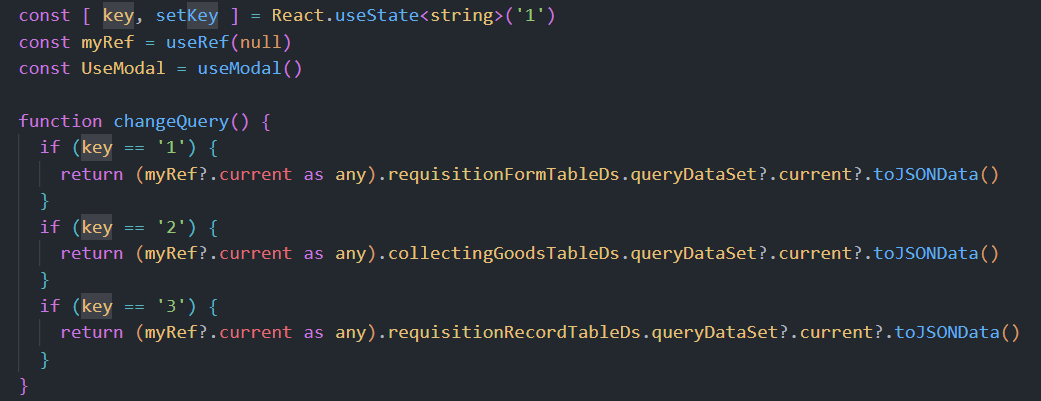 const [ key, setKey ] = React.useState<string>('1')
const myRef = useRef(null)
const UseModal = useModal()

function changeQuery() {
  if (key == '1') {
    return (myRef?.current as any).requisitionFormTableDs.queryDataSet?.current?.toJSONData()
  }
  if (key == '2') {
    return (myRef?.current as any).collectingGoodsTableDs.queryDataSet?.current?.toJSONData()
  }
  if (key == '3') {
    return (myRef?.current as any).requisitionRecordTableDs.queryDataSet?.current?.toJSONData()
  }
}